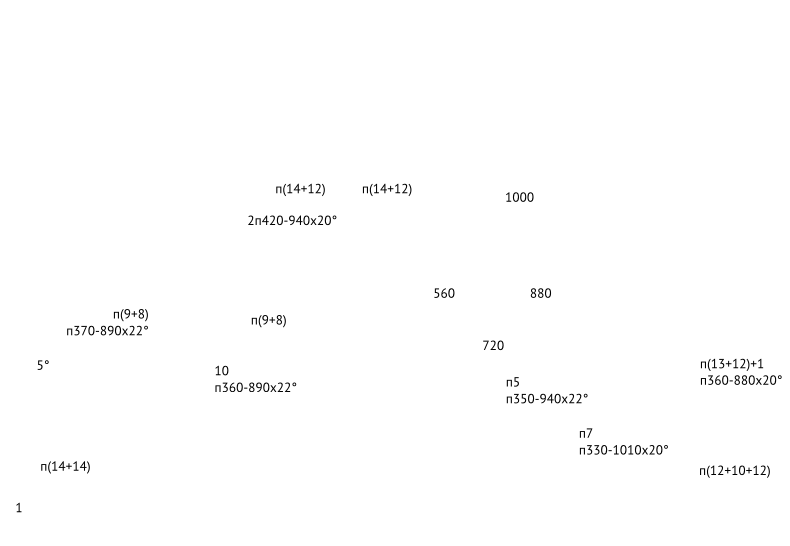 п(14+12)
п(14+12)
1000
2п420-940x20°
560
880
п(9+8)
п370-890x22°
п(9+8)
720
5°
10
п360-890x22°
п(13+12)+1
п360-880x20°
п5
п350-940x22°
п7
п330-1010x20°
п(14+14)
п(12+10+12)
1